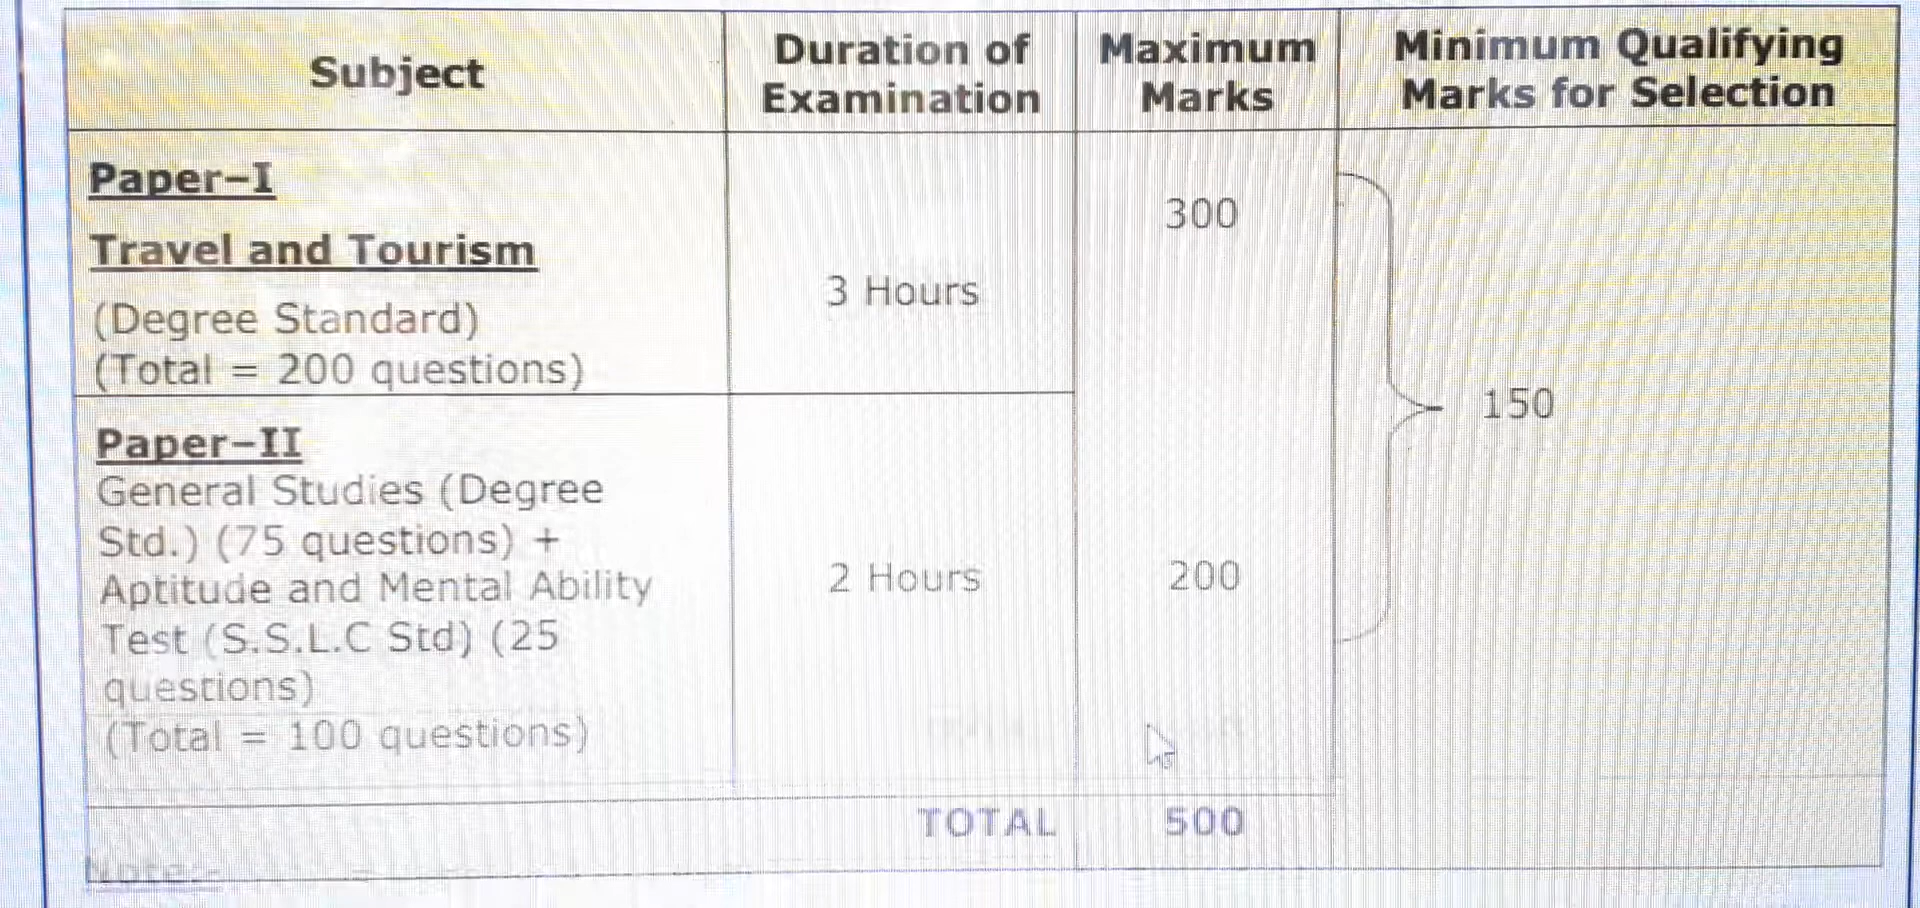 Subject
Duration of
Examination
Maximum
Marks
Minimum Qualifying
Marks for Selection
Paper-I
Travel and Tourism
(Degree Standard)
(Total = 200 questions)
3 Hours
300
150
Paper-II
General Studies (Degree
Std.) (75 questions) +
Aptitude and Mental Ability
Test (S.S.L.C Std) (25
questions)
(Total = 100 questions)
2 Hours
200
TOTAL
500
Note:-